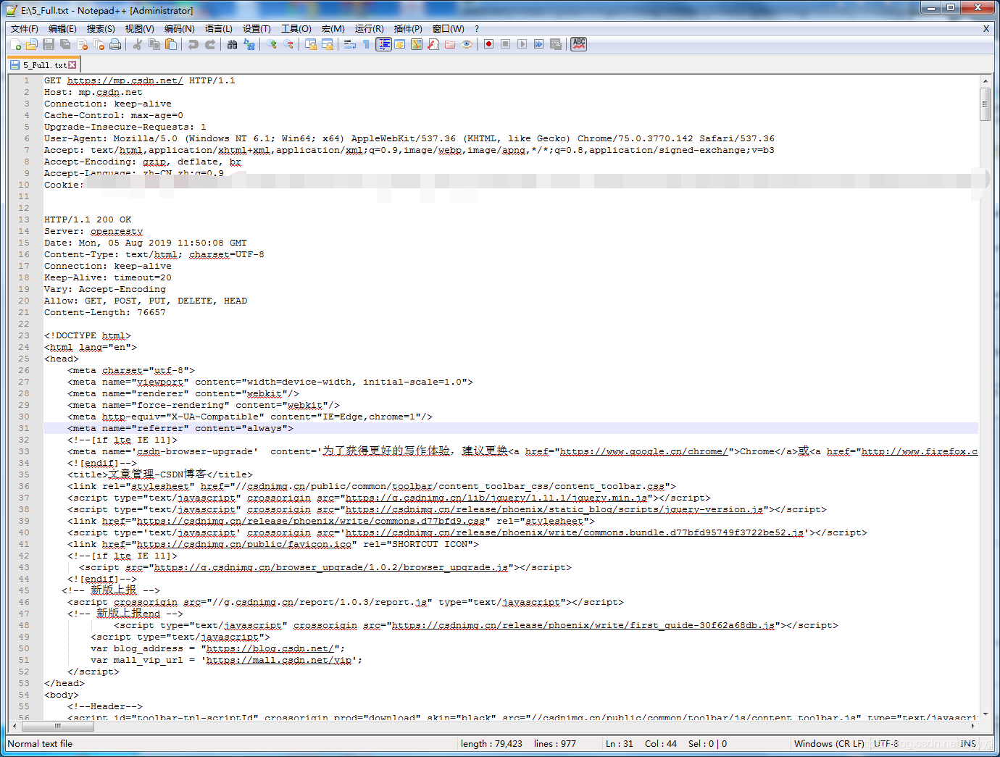 E:\5_Full.txt - Notepad++ [Administrator]
文件(F) 编辑(E) 搜索(S) 视图(V) 编码(N) 语言(L) 设置(T) 工具(O) 宏(M) 运行(R) 插件(P) 窗口(W) ? X
5_Full.txt
1 GET https://mp.csdn.net/ HTTP/1.1
2 Host: mp.csdn.net
3 Connection: keep-alive
4 Cache-Control: max-age=0
5 Upgrade-Insecure-Requests: 1
6 User-Agent: Mozilla/5.0 (Windows NT 6.1; Win64; x64) AppleWebKit/537.36 (KHTML, like Gecko) Chrome/75.0.3770.142 Safari/537.36
7 Accept: text/html,application/xhtml+xml,application/xml;q=0.9,image/webp,image/apng,*/*;q=0.8,application/signed-exchange;v=b3
8 Accept-Encoding: gzip, deflate, br
9 Accept-Language: zh-CN,zh;q=0.9
10 Cookie:
11
12
13 HTTP/1.1 200 OK
14 Server: openresty
15 Date: Mon, 05 Aug 2019 11:50:08 GMT
16 Content-Type: text/html; charset=UTF-8
17 Connection: keep-alive
18 Keep-Alive: timeout=20
19 Vary: Accept-Encoding
20 Allow: GET, POST, PUT, DELETE, HEAD
21 Content-Length: 76657
22
23 <!DOCTYPE html>
24 <html lang="en">
25 <head>
26 <meta charset="utf-8">
27 <meta name="viewport" content="width=device-width, initial-scale=1.0">
28 <meta name="renderer" content="webkit"/>
29 <meta name="force-rendering" content="webkit"/>
30 <meta http-equiv="X-UA-Compatible" content="IE=Edge,chrome=1"/>
31 <meta name="referrer" content="always">
32 <!--[if lte IE 11]>
33 <meta name='csdn-browser-upgrade'  content='为了获得更好的写作体验，建议更换<a href="https://www.google.cn/chrome/">Chrome</a>或<a href="http://www.firefox.c
34 <![endif]-->
35 <title>文章管理-CSDN博客</title>
36 <link rel="stylesheet" href="//csdnimg.cn/public/common/toolbar/content_toolbar_css/content_toolbar.css">
37 <script type="text/javascript" crossorigin src="https://g.csdnimg.cn/lib/jquery/1.11.1/jquery.min.js"></script>
38 <script type="text/javascript" crossorigin src="https://csdnimg.cn/release/phoenix/static_blog/scripts/jquery-version.js"></script>
39 <link href="https://csdnimg.cn/release/phoenix/write/commons.d77bfd9.css" rel="stylesheet">
40 <script type='text/javascript' crossorigin src='https://csdnimg.cn/release/phoenix/write/commons.bundle.d77bfd95749f3722be52.js'></script>
41 <link href="https://csdnimg.cn/public/favicon.ico" rel="SHORTCUT ICON">
42 <!--[if lte IE 11]>
43 <script src="https://g.csdnimg.cn/browser_upgrade/1.0.2/browser_upgrade.js"></script>
44 <![endif]-->
45 <!-- 新版上报 -->
46 <script crossorigin src="//g.csdnimg.cn/report/1.0.3/report.js" type="text/javascript"></script>
47 <!-- 新版上报end -->
48 <script type="text/javascript" crossorigin src="https://csdnimg.cn/release/phoenix/write/first_guide-30f62a68db.js"></script>
49 <script type="text/javascript">
50 var blog_address = "https://blog.csdn.net/";
51 var mall_vip_url = 'https://mall.csdn.net/vip';
52 </script>
53 </head>
54 <body>
55 <!--Header-->
56 <script id="toolbar-tpl-scriptId" crossorigin prod="download" skin="black" src="//csdnimg.cn/public/common/toolbar/js/content_toolbar.js" type="text/javascri
Normal text file length : 79,423 lines : 977 Ln : 31 Col : 44 Sel : 0 | 0 Windows (CR LF) UTF-8 INS